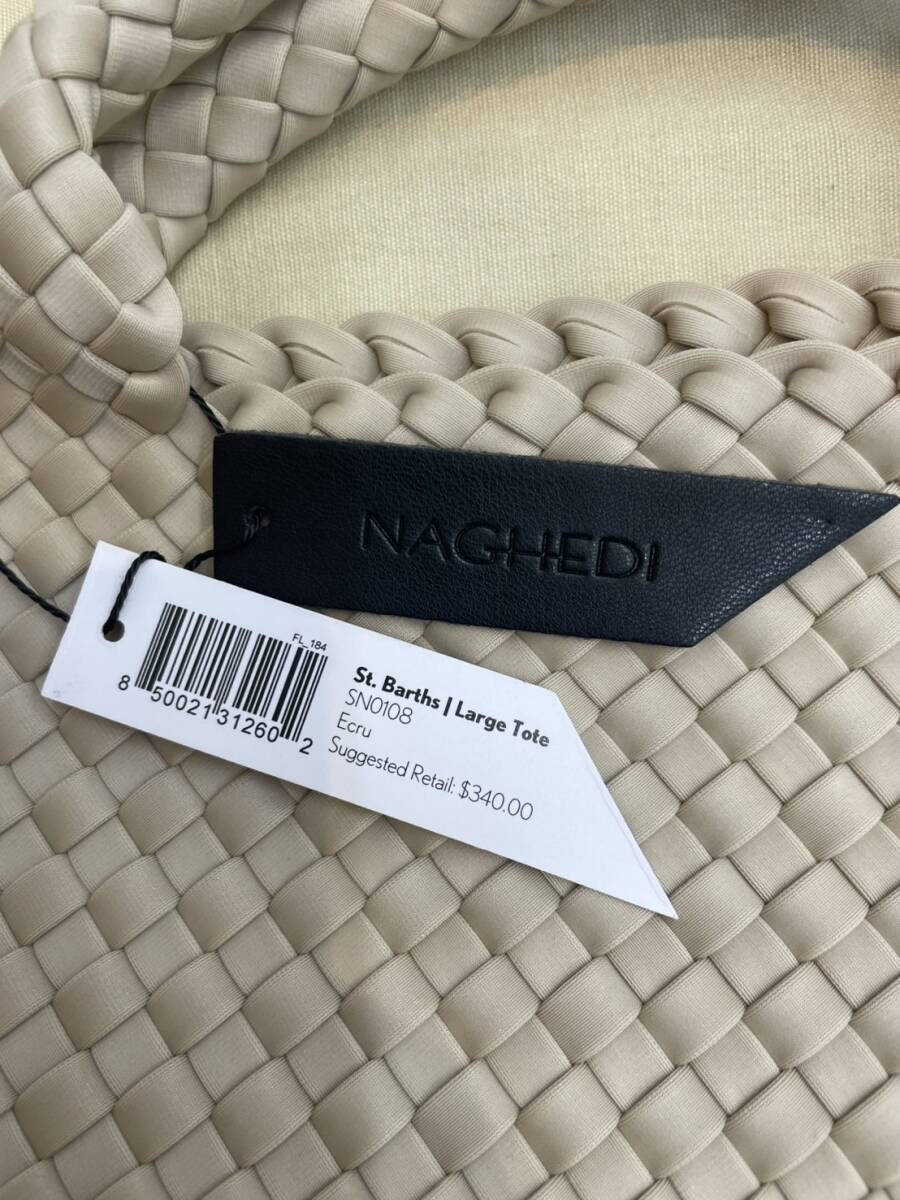 NAGHEDI
FL_184
8 50021 31260 2
St. Barths | Large Tote
SN0108
Ecru
Suggested Retail: $340.00